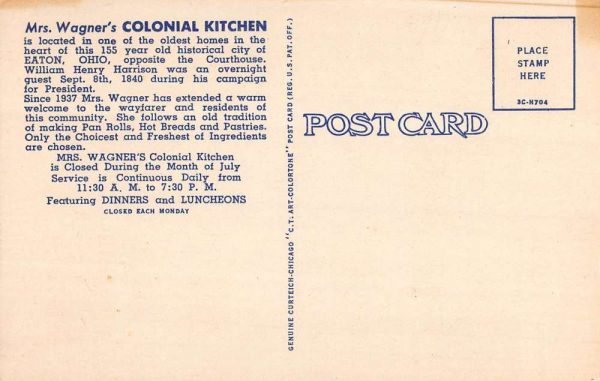 Mrs. Wagner's COLONIAL KITCHEN
is located in one of the oldest homes in the
heart of this 155 year old historical city of
EATON, OHIO, opposite the Courthouse.
William Henry Harrison was an overnight
guest Sept. 8th, 1840 during his campaign
for President.
Since 1937 Mrs. Wagner has extended a warm
welcome to the wayfarer and residents of
this community. She follows an old tradition
of making Pan Rolls, Hot Breads and Pastries.
Only the Choicest and Freshest of Ingredients
are chosen.
MRS. WAGNER'S Colonial Kitchen
is Closed During the Month of July
Service is Continuous Daily from
11:30 A. M. to 7:30 P. M.
Featuring DINNERS and LUNCHEONS
CLOSED EACH MONDAY
GENUINE CURTEICH-CHICAGO "C.T. ART-COLORTONE" POST CARD (REG. U.S. PAT. OFF.)
POST CARD
PLACE
STAMP
HERE
3C-H704